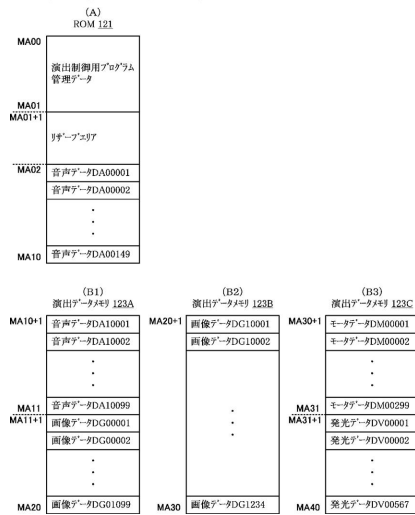 (A)
ROM 121
MA00
演出制御用プログラム
管理データ
MA01
MA01+1
リザーブエリア
MA02
音声データDA00001
音声データDA00002
・
・
・
MA10
音声データDA00149
(B1)
演出データメモリ 123A
MA10+1
音声データDA10001
音声データDA10002
・
・
・
MA11
音声データDA10099
MA11+1
画像データDG00001
画像データDG00002
・
・
・
MA20
画像データDG01099
(B2)
演出データメモリ 123B
MA20+1
画像データDG10001
画像データDG10002
・
・
・
MA30
画像データDG1234
(B3)
演出データメモリ 123C
MA30+1
モータデータDM00001
モータデータDM00002
・
・
・
MA31
モータデータDM00299
MA31+1
発光データDV00001
発光データDV00002
・
・
・
MA40
発光データDV00567